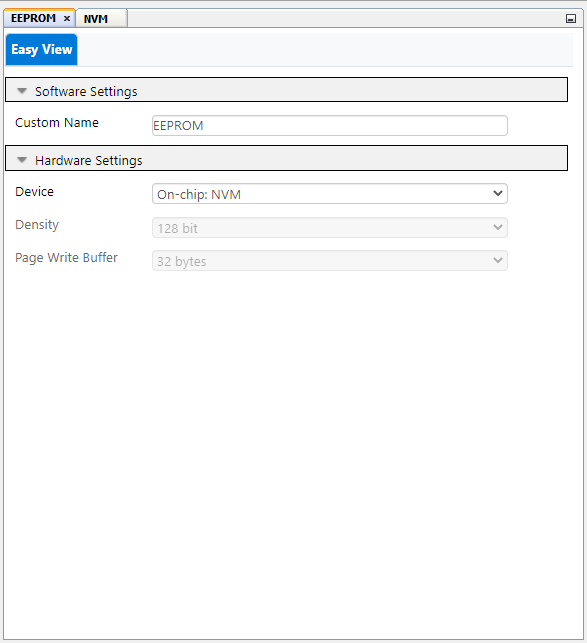 EEPROM × NVM
Easy View
Software Settings
Custom Name EEPROM
Hardware Settings
Device On-chip: NVM
Density 128 bit
Page Write Buffer 32 bytes